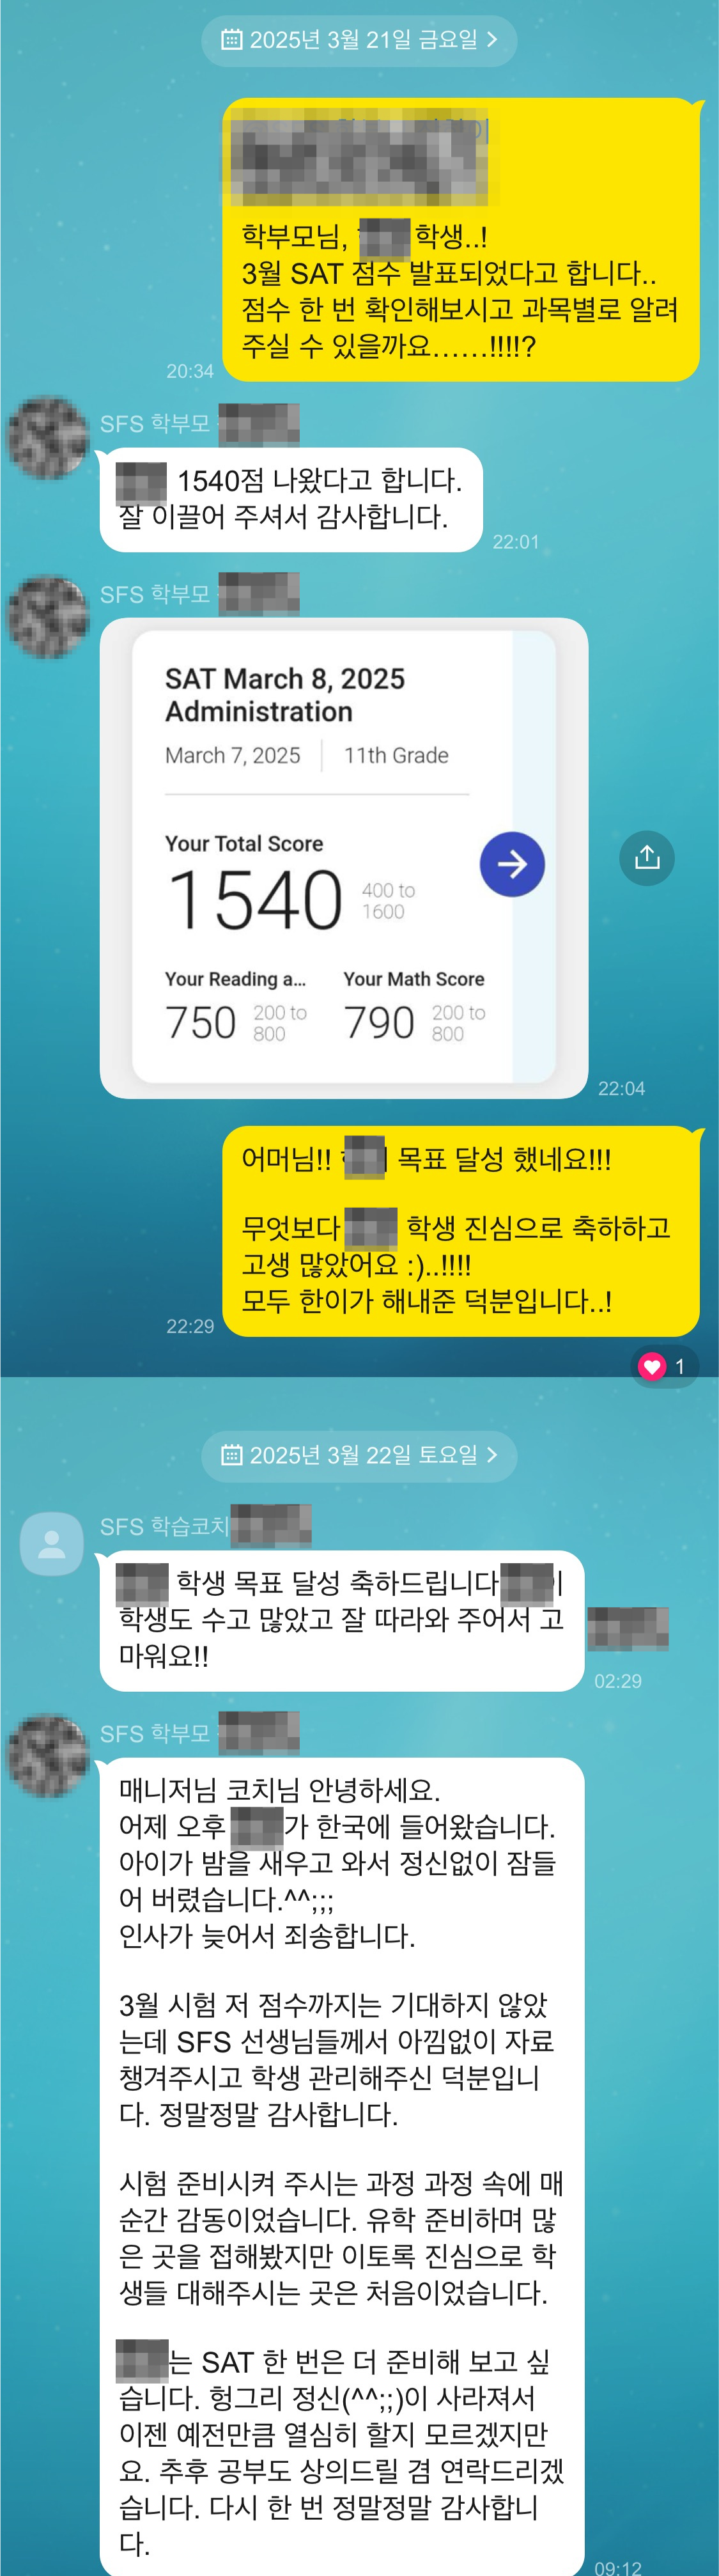 2025년 3월 21일 금요일 >
학부모님, 학생..!
3월 SAT 점수 발표되었다고 합니다..
점수 한 번 확인해보시고 과목별로 알려
주실 수 있을까요......!!!!?
20:34
SFS 학부모
1540점 나왔다고 합니다.
잘 이끌어 주셔서 감사합니다.
22:01
SFS 학부모
SAT March 8, 2025
Administration
March 7, 2025 11th Grade
Your Total Score
1540 400 to 1600
Your Reading a... Your Math Score
750 200 to 800 790 200 to 800
22:04
어머님!! 목표 달성 했네요!!!
무엇보다 학생 진심으로 축하하고
고생 많았어요 :)..!!!!
모두 한이가 해내준 덕분입니다..!
22:29
1
2025년 3월 22일 토요일 >
SFS 학습코치
학생 목표 달성 축하드립니다 이
학생도 수고 많았고 잘 따라와 주어서 고
마워요!!
02:29
SFS 학부모
매니저님 코치님 안녕하세요.
어제 오후 가 한국에 들어왔습니다.
아이가 밤을 새우고 와서 정신없이 잠들
어 버렸습니다.^^;;;
인사가 늦어서 죄송합니다.
3월 시험 저 점수까지는 기대하지 않았
는데 SFS 선생님들께서 아낌없이 자료
챙겨주시고 학생 관리해주신 덕분입니
다. 정말정말 감사합니다.
시험 준비시켜 주시는 과정 과정 속에 매
순간 감동이었습니다. 유학 준비하며 많
은 곳을 접해봤지만 이토록 진심으로 학
생들 대해주시는 곳은 처음이었습니다.
는 SAT 한 번은 더 준비해 보고 싶
습니다. 헝그리 정신(^^;;)이 사라져서
이젠 예전만큼 열심히 할지 모르겠지만
요. 추후 공부도 상의드릴 겸 연락드리겠
습니다. 다시 한 번 정말정말 감사합니
다.
09:12